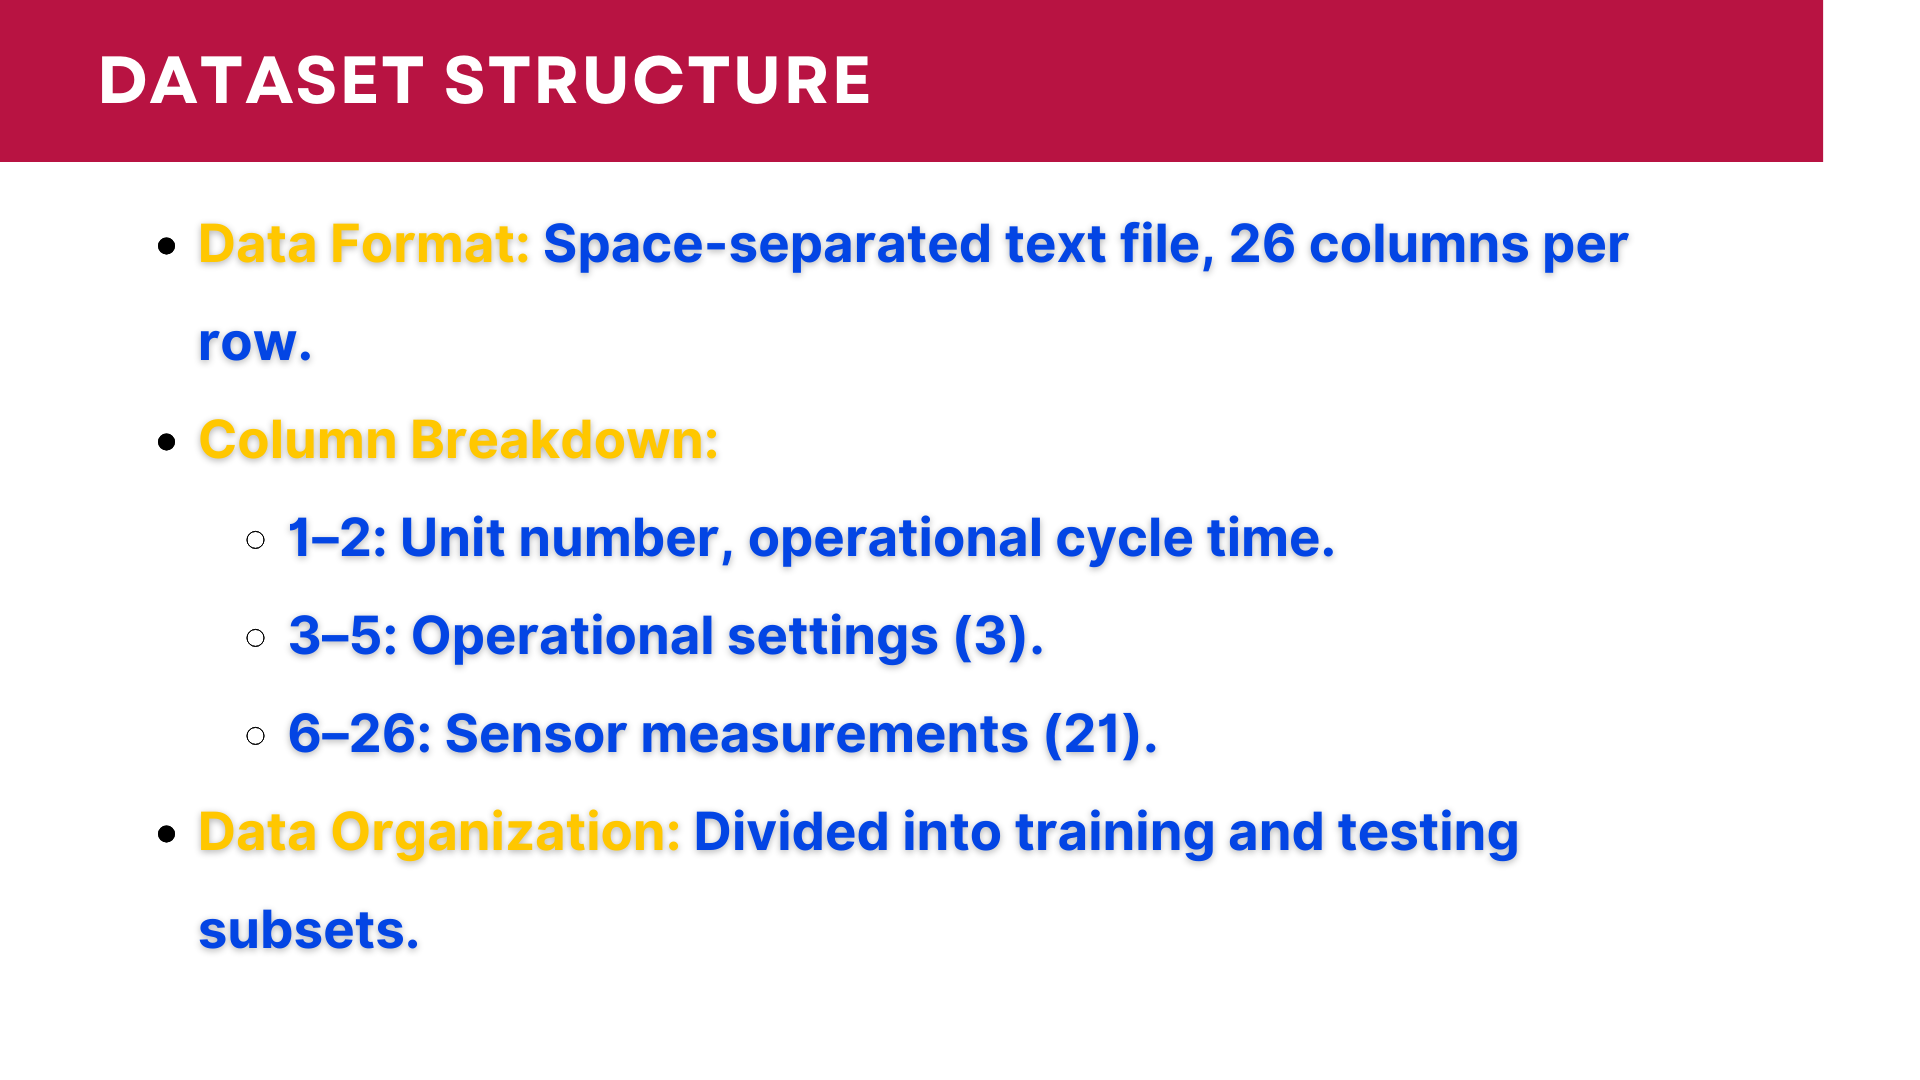 DATASET STRUCTURE
Data Format: Space-separated text file, 26 columns per
row.
Column Breakdown:
1–2: Unit number, operational cycle time.
3–5: Operational settings (3).
6–26: Sensor measurements (21).
Data Organization: Divided into training and testing
subsets.